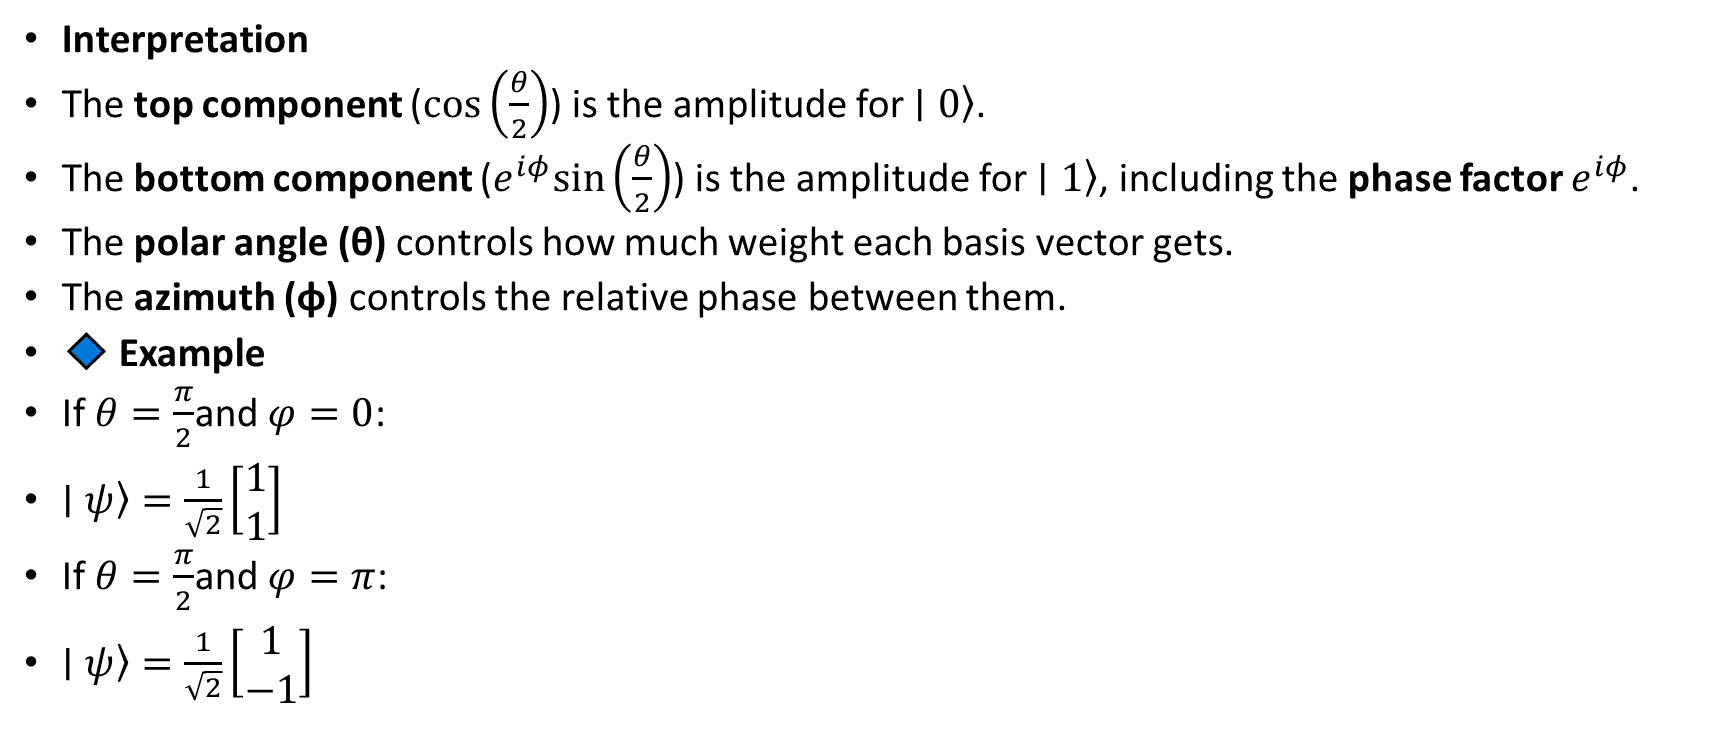 • Interpretation
• The top component (cos(θ/2)) is the amplitude for ∣ 0⟩.
• The bottom component (e^{iϕ} sin(θ/2)) is the amplitude for ∣ 1⟩, including the phase factor e^{iϕ}.
• The polar angle (θ) controls how much weight each basis vector gets.
• The azimuth (ϕ) controls the relative phase between them.
• 🔷 Example
• If θ = π/2 and φ = 0:
• ∣ ψ⟩ = 1/√2 [1; 1]
• If θ = π/2 and φ = π:
• ∣ ψ⟩ = 1/√2 [1; −1]